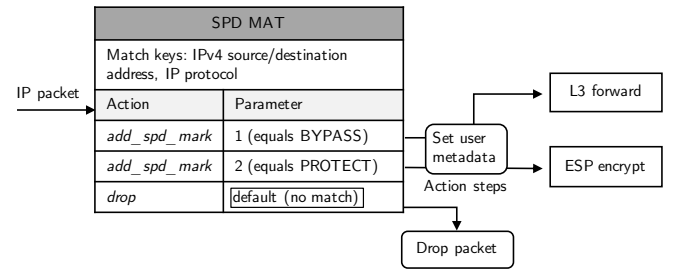 SPD MAT
Match keys: IPv4 source/destination
address, IP protocol
IP packet
Action Parameter
add_spd_mark 1 (equals BYPASS)
add_spd_mark 2 (equals PROTECT)
drop default (no match)
Set user
metadata
Action steps
L3 forward
ESP encrypt
Drop packet